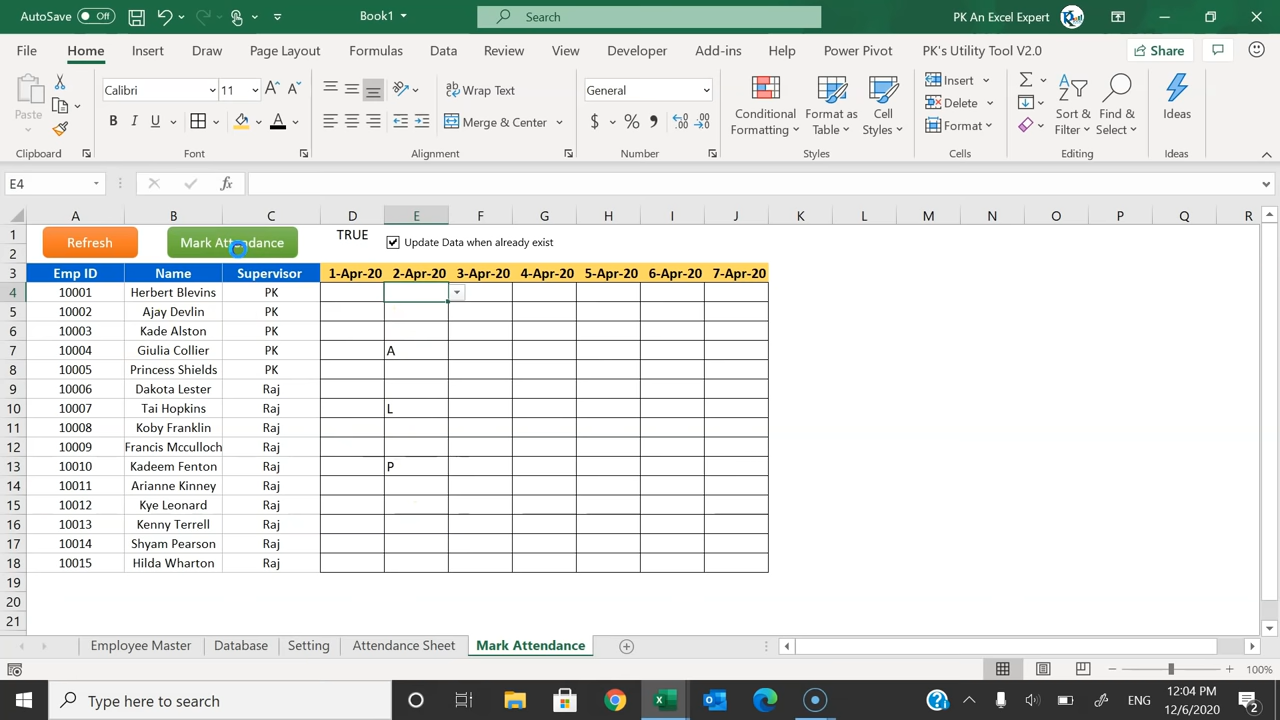 AutoSave Off Book1 Search PK An Excel Expert
File Home Insert Draw Page Layout Formulas Data Review View Developer Add-ins Help Power Pivot PK's Utility Tool V2.0 Share
Paste Calibri 11 A A Wrap Text General Conditional Formatting Format as Table Cell Styles Insert Sort & Filter Find & Select Ideas
B I U A Merge & Center $ % Delete
Format
Clipboard Font Alignment Number Styles Cells Editing Ideas
E4 fx
A B C D E F G H I J K L M N O P Q R
1 Refresh Mark Attendance TRUE Update Data when already exist
2
3 Emp ID Name Supervisor 1-Apr-20 2-Apr-20 3-Apr-20 4-Apr-20 5-Apr-20 6-Apr-20 7-Apr-20
4 10001 Herbert Blevins PK
5 10002 Ajay Devlin PK
6 10003 Kade Alston PK
7 10004 Giulia Collier PK A
8 10005 Princess Shields PK
9 10006 Dakota Lester Raj
10 10007 Tai Hopkins Raj L
11 10008 Koby Franklin Raj
12 10009 Francis Mcculloch Raj
13 10010 Kadeem Fenton Raj P
14 10011 Arianne Kinney Raj
15 10012 Kye Leonard Raj
16 10013 Kenny Terrell Raj
17 10014 Shyam Pearson Raj
18 10015 Hilda Wharton Raj
19
20
21
Employee Master Database Setting Attendance Sheet Mark Attendance
100%
Type here to search ENG 12:04 PM
12/6/2020 2